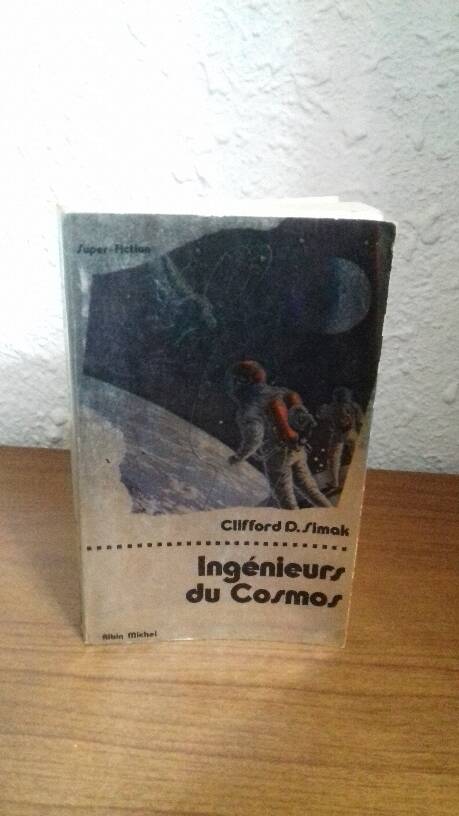 Super-Fiction
Clifford D. Simak
Ingénieurs
du Cosmos
Albin Michel